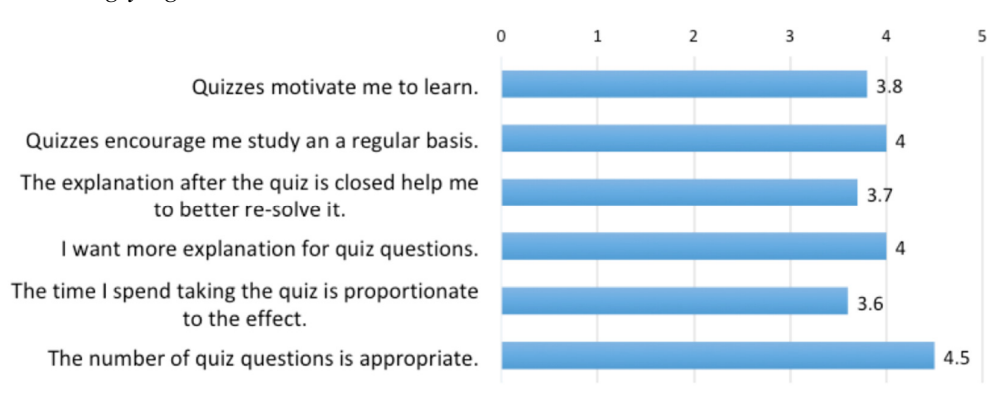 0 1 2 3 4 5
Quizzes motivate me to learn. 3.8
Quizzes encourage me study an a regular basis. 4
The explanation after the quiz is closed help me
to better re-solve it. 3.7
I want more explanation for quiz questions. 4
The time I spend taking the quiz is proportionate
to the effect. 3.6
The number of quiz questions is appropriate. 4.5